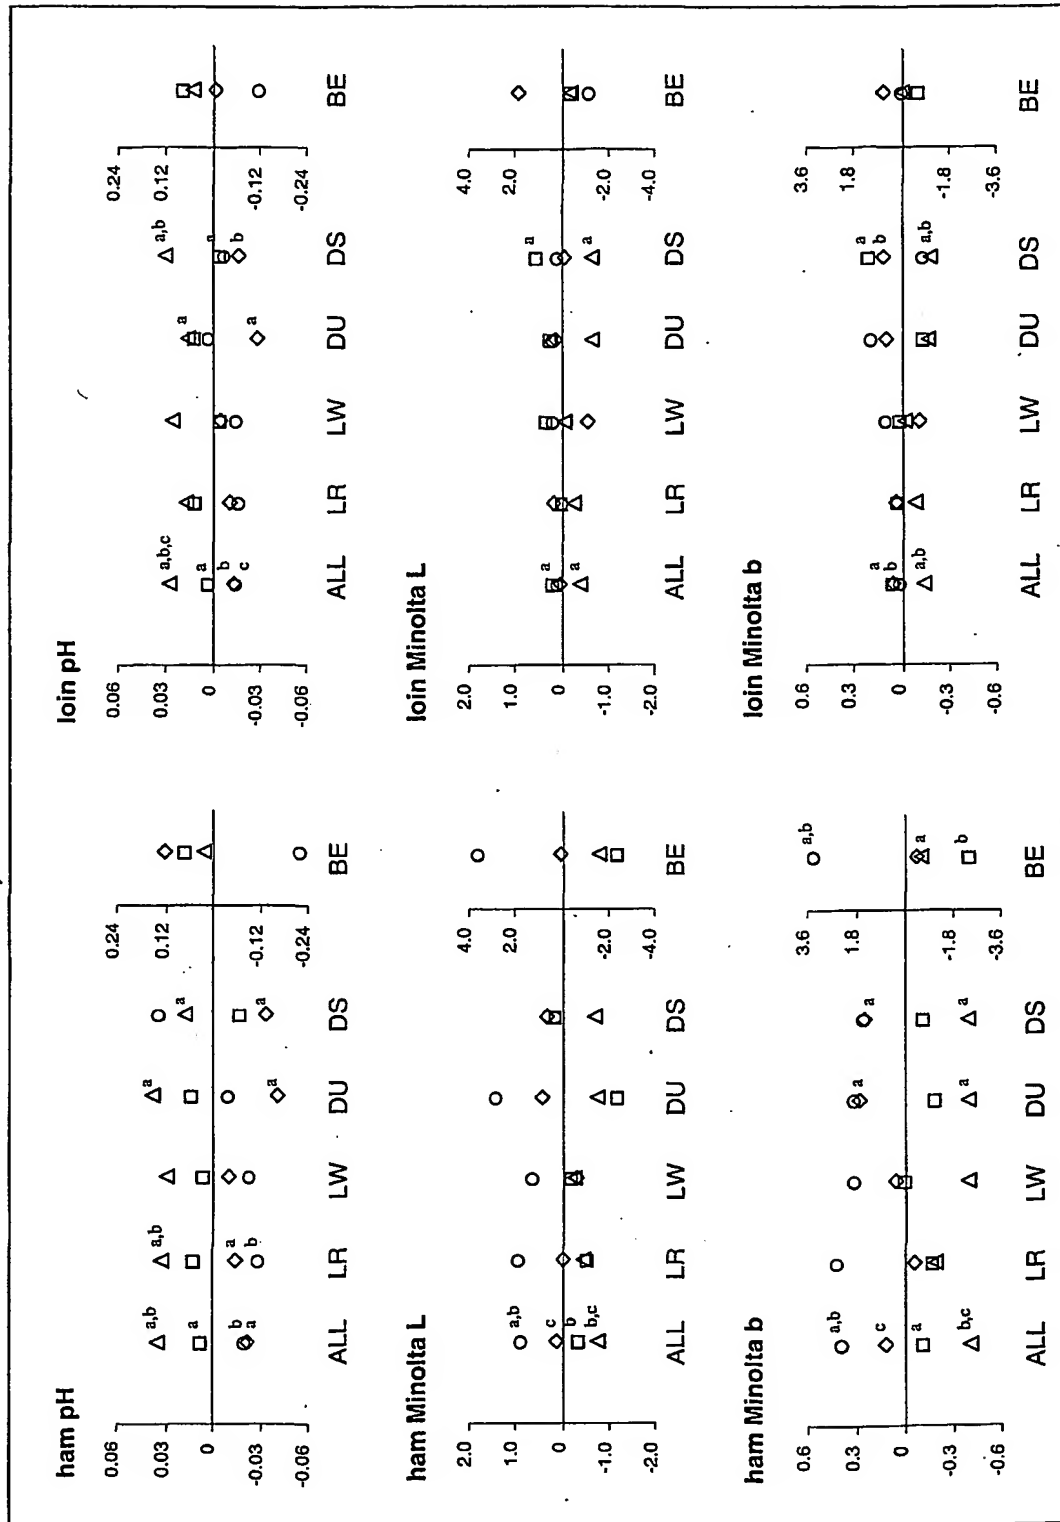 ham pH
0.06
0.03
0
-0.03
-0.06
a,b
a
b
a
a,b
a
b
a
a
a
a
0.24
0.12
-0.12
-0.24
ALL LR LW DU DS BE
loin pH
0.06
0.03
0
-0.03
-0.06
a,b,c
a
b
c
a
a
a,b
a
b
0.24
0.12
0
-0.12
-0.24
ALL LR LW DU DS BE
ham Minolta L
2.0
1.0
0
-1.0
-2.0
a,b
c
b
b,c
4.0
2.0
0
-2.0
-4.0
ALL LR LW DU DS BE
loin Minolta L
2.0
1.0
0
-1.0
-2.0
a
a
a
a
4.0
2.0
0
-2.0
-4.0
ALL LR LW DU DS BE
ham Minolta b
0.6
0.3
0
-0.3
-0.6
a,b
c
a
b,c
a
a
a
a
3.6
1.8
0
-1.8
-3.6
a,b
a
b
ALL LR LW DU DS BE
loin Minolta b
0.6
0.3
0
-0.3
-0.6
a
b
a,b
a
b
a,b
3.6
1.8
0
-1.8
-3.6
ALL LR LW DU DS BE